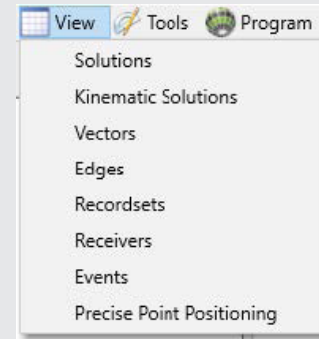 View Tools Program
Solutions
Kinematic Solutions
Vectors
Edges
Recordsets
Receivers
Events
Precise Point Positioning